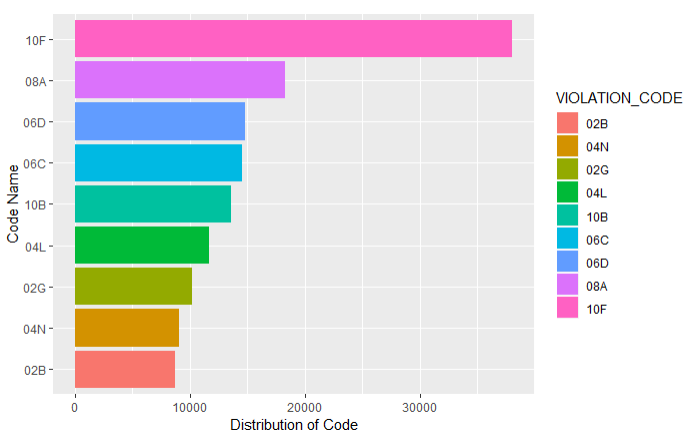 10F
08A
06D
06C
10B
04L
02G
04N
02B
Code Name
0
10000
20000
30000
Distribution of Code
VIOLATION_CODE
02B
04N
02G
04L
10B
06C
06D
08A
10F